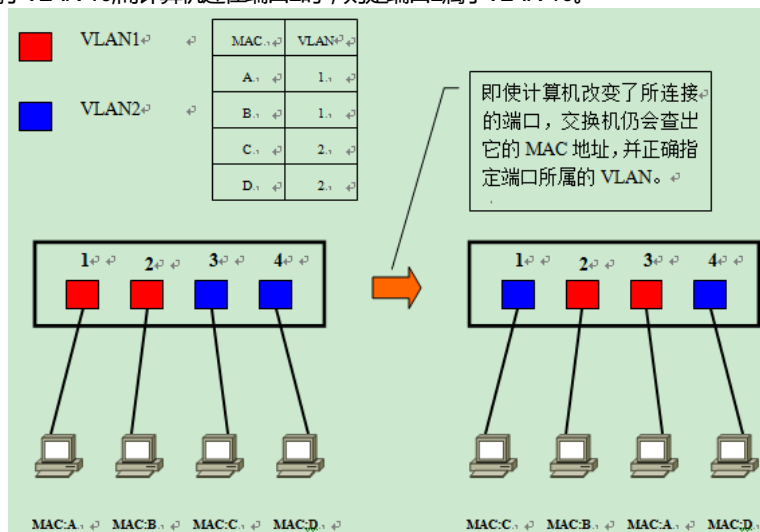 VLAN1
VLAN2
MAC VLAN
A 1
B 1
C 2
D 2
即使计算机改变了所连接
的端口，交换机仍会查出
它的 MAC 地址，并正确指
定端口所属的 VLAN。
1 2 3 4
1 2 3 4
MAC:A MAC:B MAC:C MAC:D
MAC:C MAC:B MAC:A MAC:D